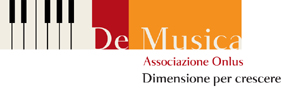 De Musica
Associazione Onlus
Dimensione per crescere